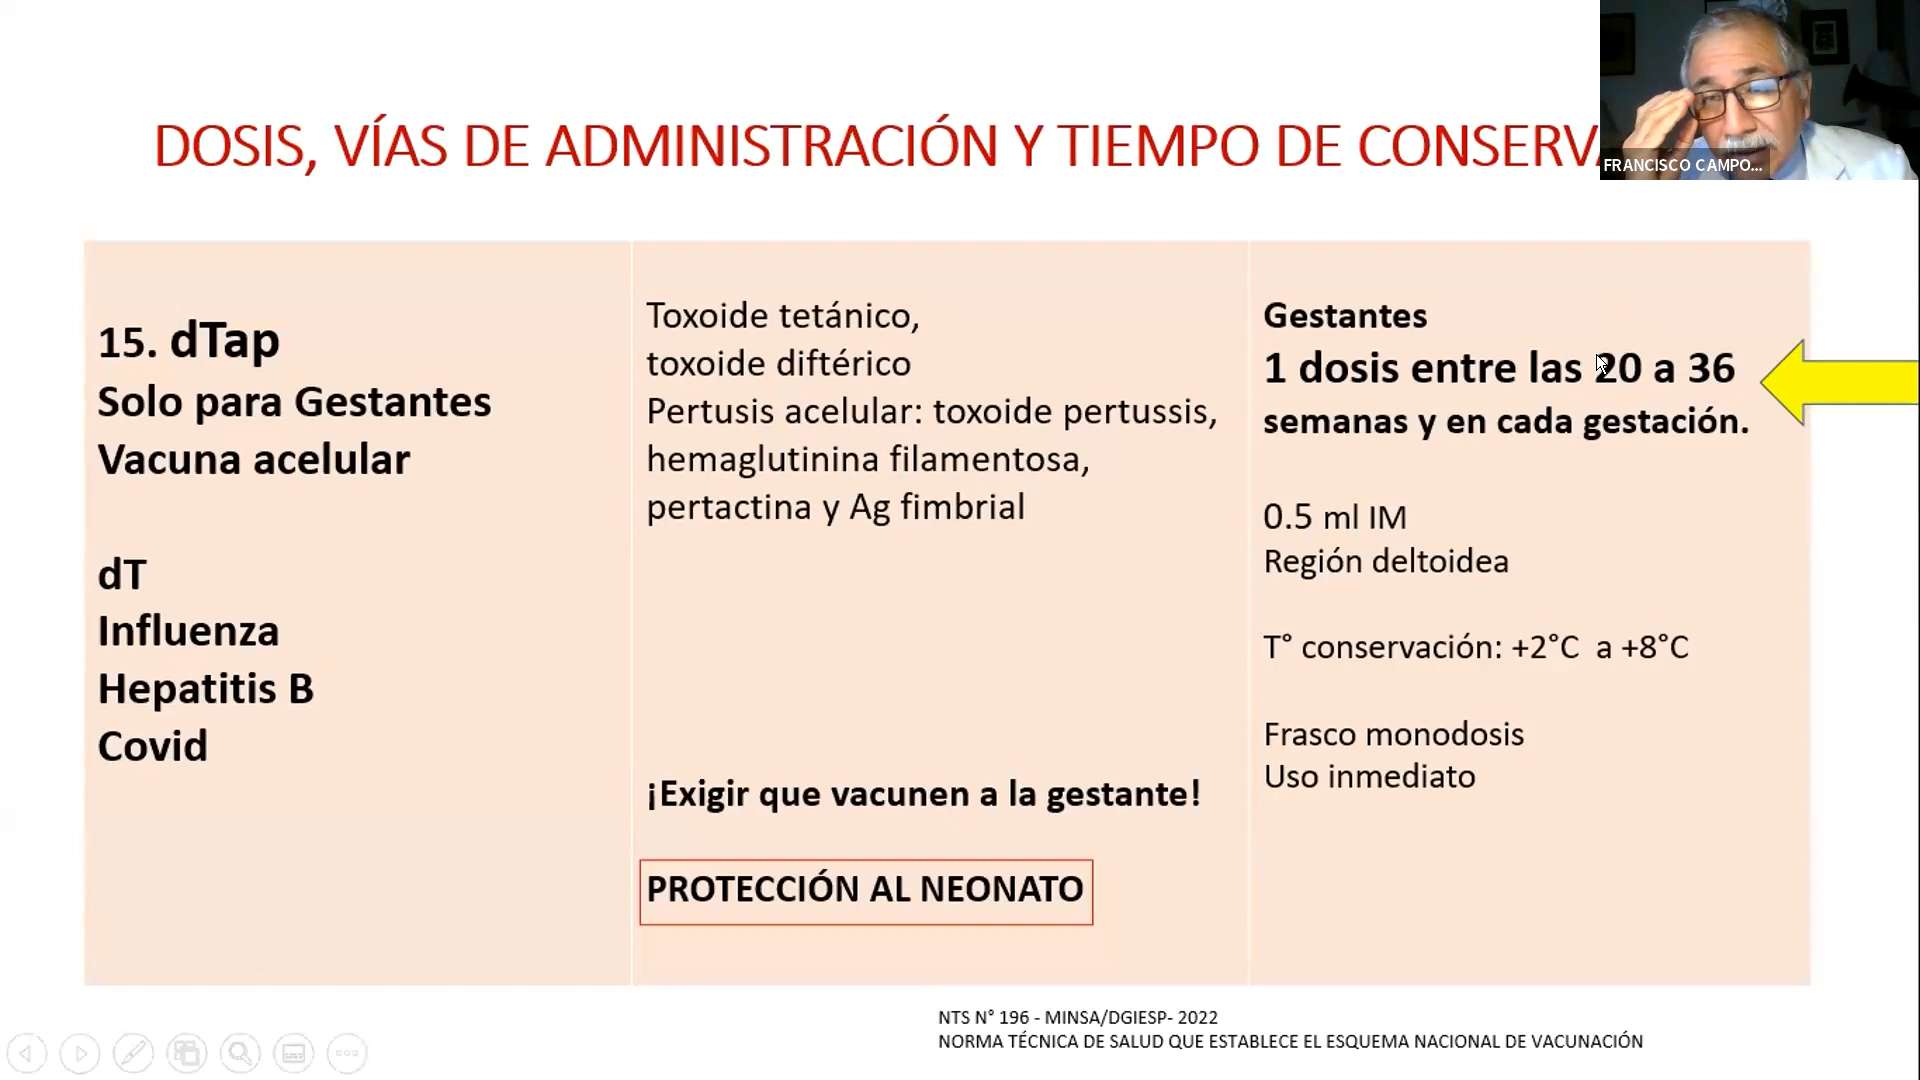 DOSIS, VÍAS DE ADMINISTRACIÓN Y TIEMPO DE CONSERVA
FRANCISCO CAMPO...
15. dTap
Solo para Gestantes
Vacuna acelular
dT
Influenza
Hepatitis B
Covid
Toxoide tetánico,
toxoide diftérico
Pertusis acelular: toxoide pertussis,
hemaglutinina filamentosa,
pertactina y Ag fimbrial
¡Exigir que vacunen a la gestante!
PROTECCIÓN AL NEONATO
Gestantes
1 dosis entre las 20 a 36
semanas y en cada gestación.
0.5 ml IM
Región deltoidea
T° conservación: +2°C a +8°C
Frasco monodosis
Uso inmediato
NTS N° 196 - MINSA/DGIESP- 2022
NORMA TÉCNICA DE SALUD QUE ESTABLECE EL ESQUEMA NACIONAL DE VACUNACIÓN